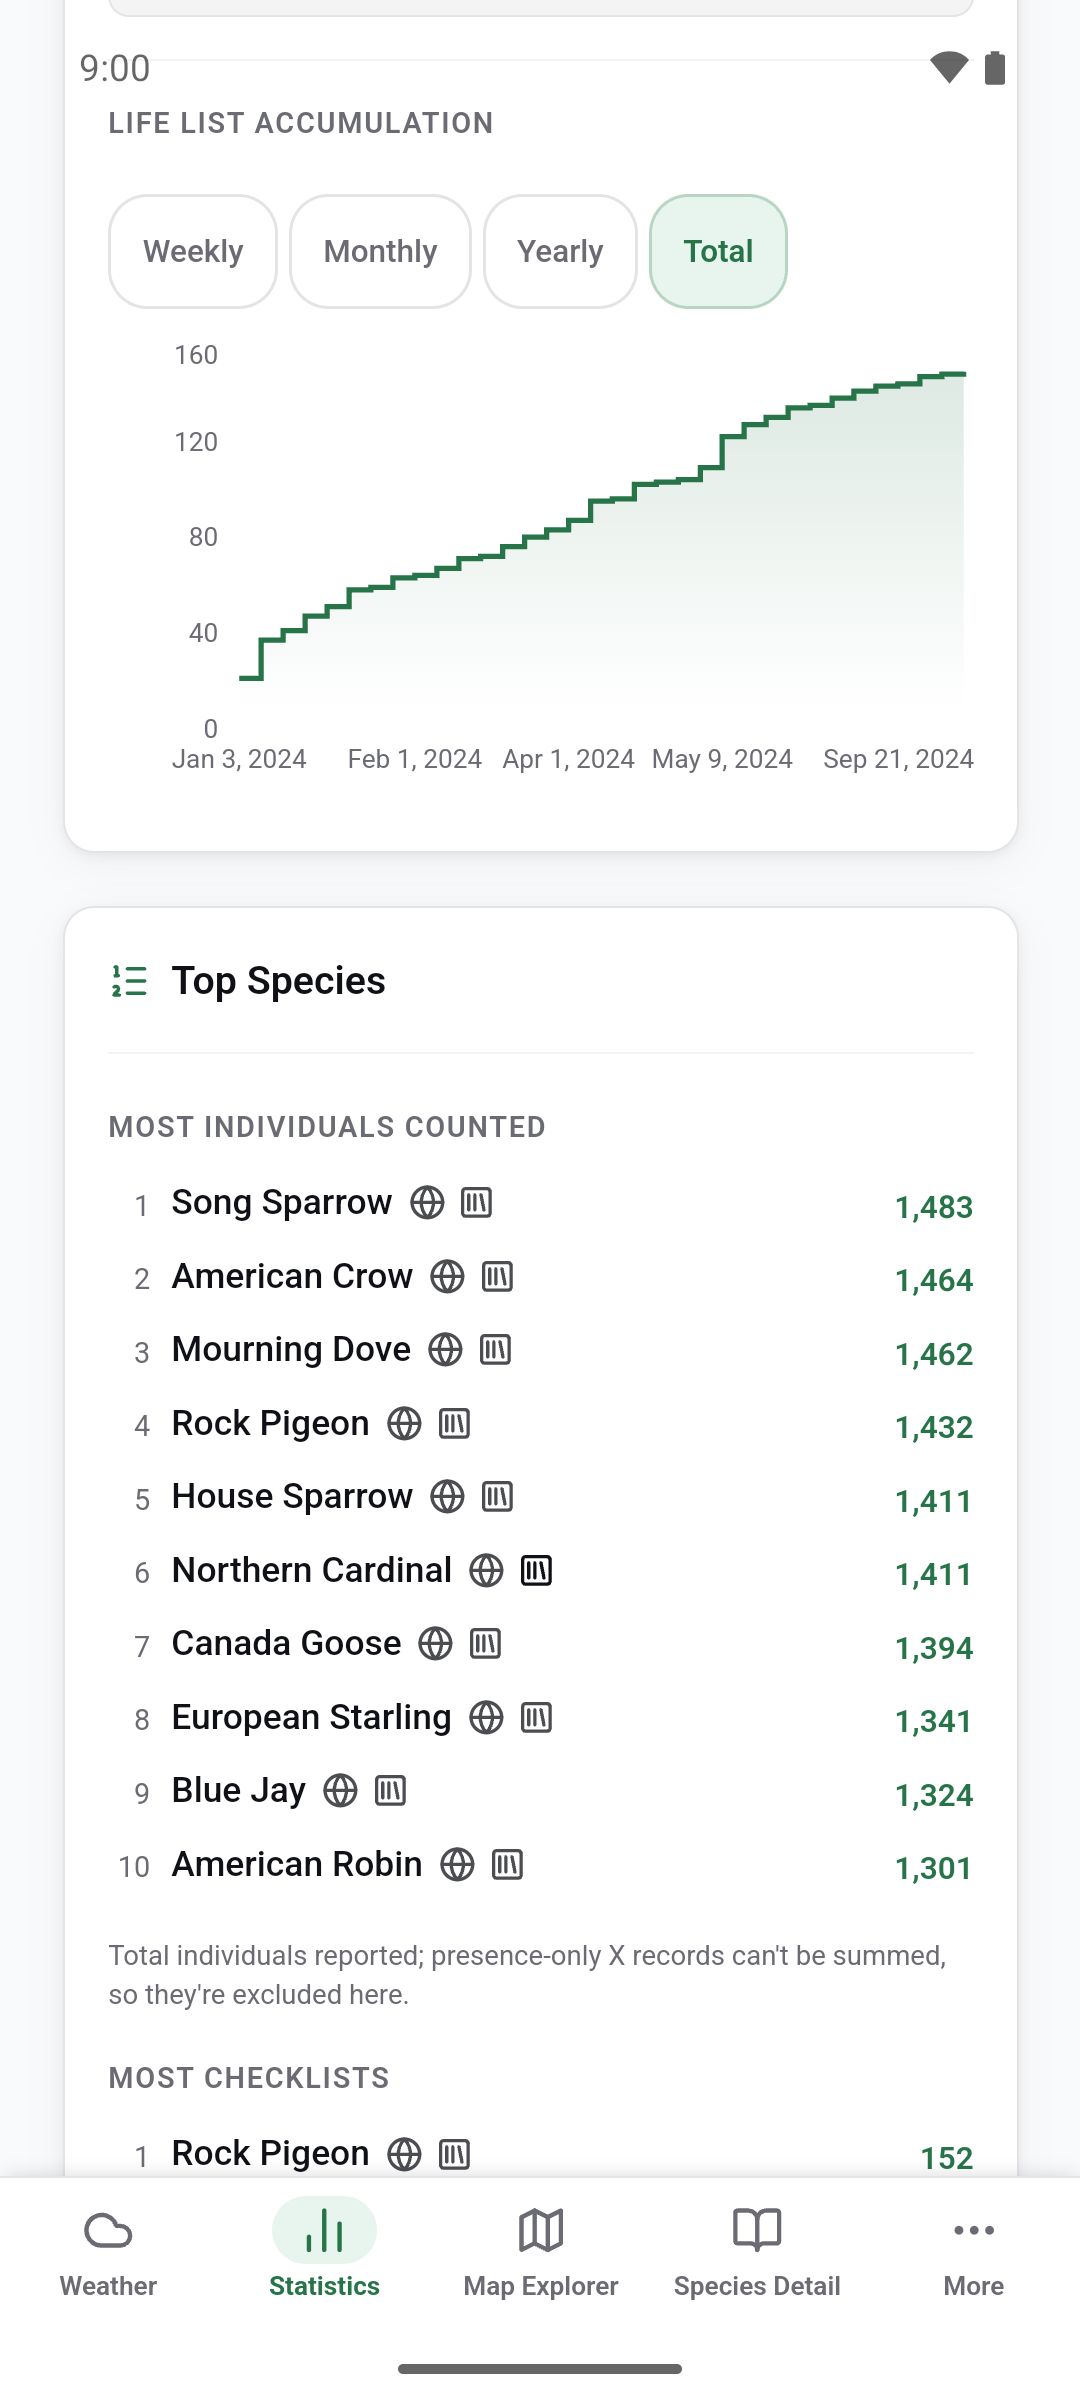 9:00
LIFE LIST ACCUMULATION
Weekly Monthly Yearly Total
160
120
80
40
0
Jan 3, 2024 Feb 1, 2024 Apr 1, 2024 May 9, 2024 Sep 21, 2024
Top Species
MOST INDIVIDUALS COUNTED
1 Song Sparrow 1,483
2 American Crow 1,464
3 Mourning Dove 1,462
4 Rock Pigeon 1,432
5 House Sparrow 1,411
6 Northern Cardinal 1,411
7 Canada Goose 1,394
8 European Starling 1,341
9 Blue Jay 1,324
10 American Robin 1,301
Total individuals reported; presence-only X records can't be summed,
so they're excluded here.
MOST CHECKLISTS
1 Rock Pigeon 152
Weather Statistics Map Explorer Species Detail More